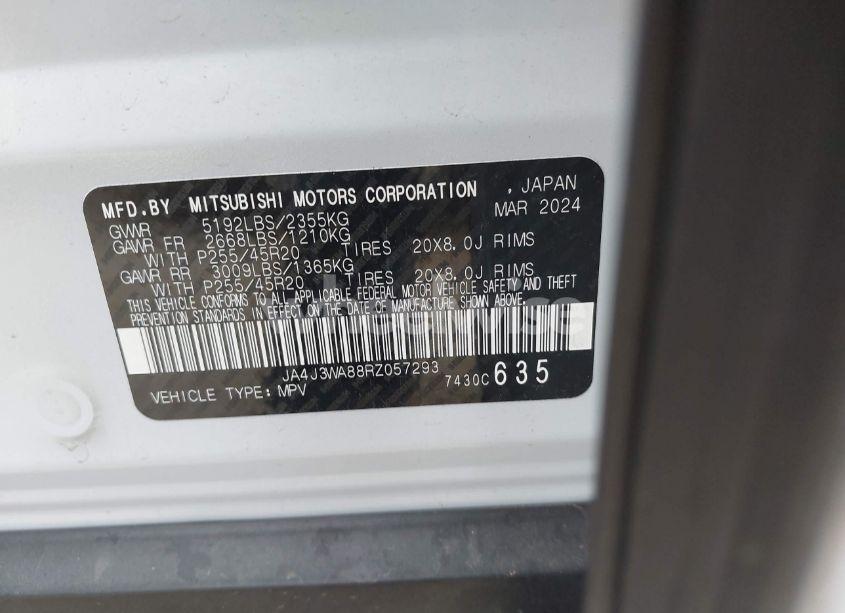 MFD.BY MITSUBISHI MOTORS CORPORATION , JAPAN
GVWR 5192LBS/2355KG MAR 2024
GAWR FR 2668LBS/1210KG
WITH P255/45R20 TIRES 20X8.0J RIMS
GAWR RR 3009LBS/1365KG
WITH P255/45R20 TIRES 20X8.0J RIMS
THIS VEHICLE CONFORMS TO ALL APPLICABLE FEDERAL MOTOR VEHICLE SAFETY AND THEFT
PREVENTION STANDARDS IN EFFECT ON THE DATE OF MANUFACTURE SHOWN ABOVE.
JA4J3WA88RZ057293
VEHICLE TYPE: MPV 7430C 635